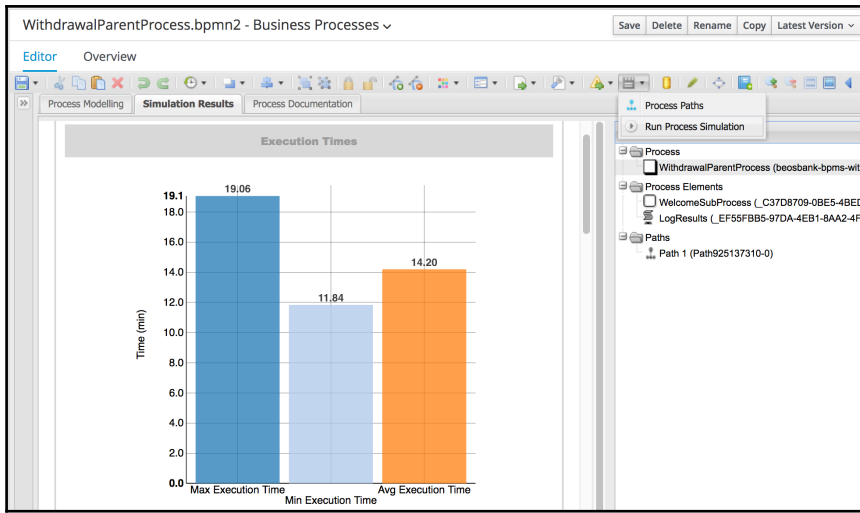 WithdrawalParentProcess.bpmn2 - Business Processes
Save Delete Rename Copy Latest Version
Editor Overview
Process Modelling Simulation Results Process Documentation
Process Paths
Run Process Simulation
Execution Times
Process
WithdrawalParentProcess (beosbank-bpms-wit
Process Elements
WelcomeSubProcess (_C37D8709-0BE5-4BED
LogResults (_EF55FBB5-97DA-4EB1-8AA2-4F
Paths
Path 1 (Path925137310-0)
Time (min)
19.1
18.0
16.0
14.0
12.0
10.0
8.0
6.0
4.0
2.0
0.0
19.06
11.84
14.20
Max Execution Time
Min Execution Time
Avg Execution Time